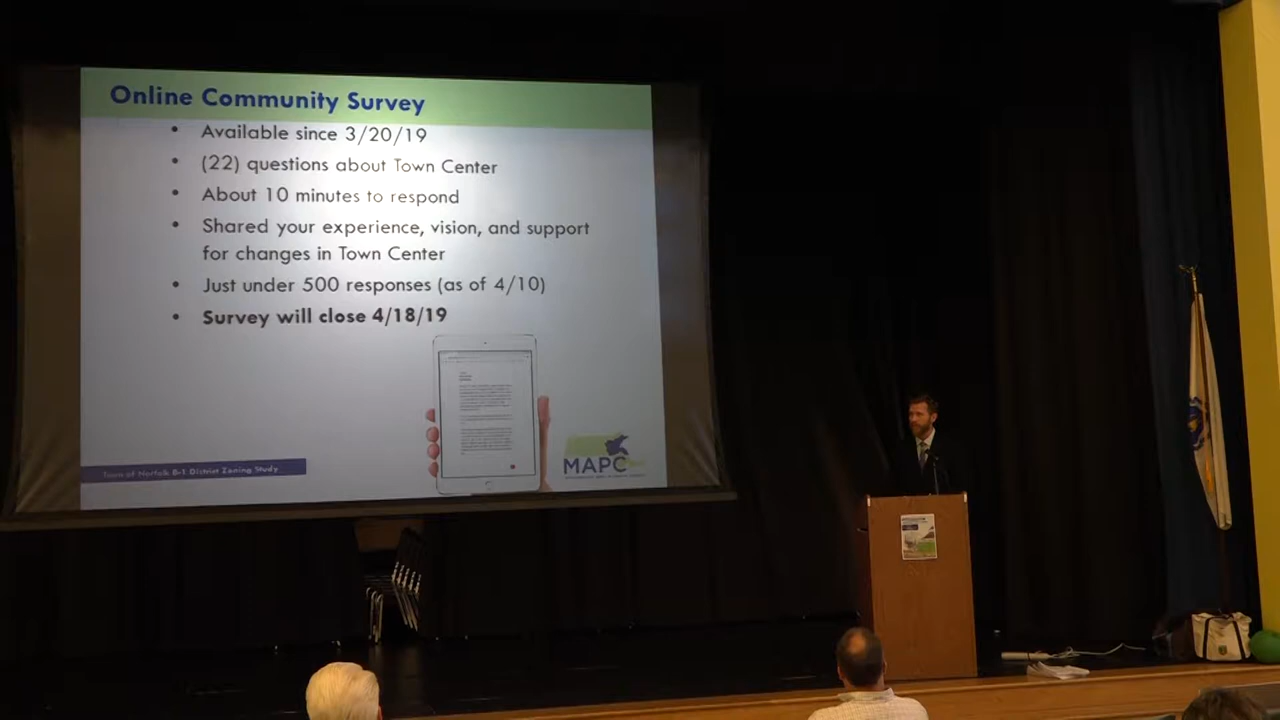 Online Community Survey
• Available since 3/20/19
• (22) questions about Town Center
• About 10 minutes to respond
• Shared your experience, vision, and support
for changes in Town Center
• Just under 500 responses (as of 4/10)
• Survey will close 4/18/19
Town of Norfolk B-1 District Zoning Study
MAPC